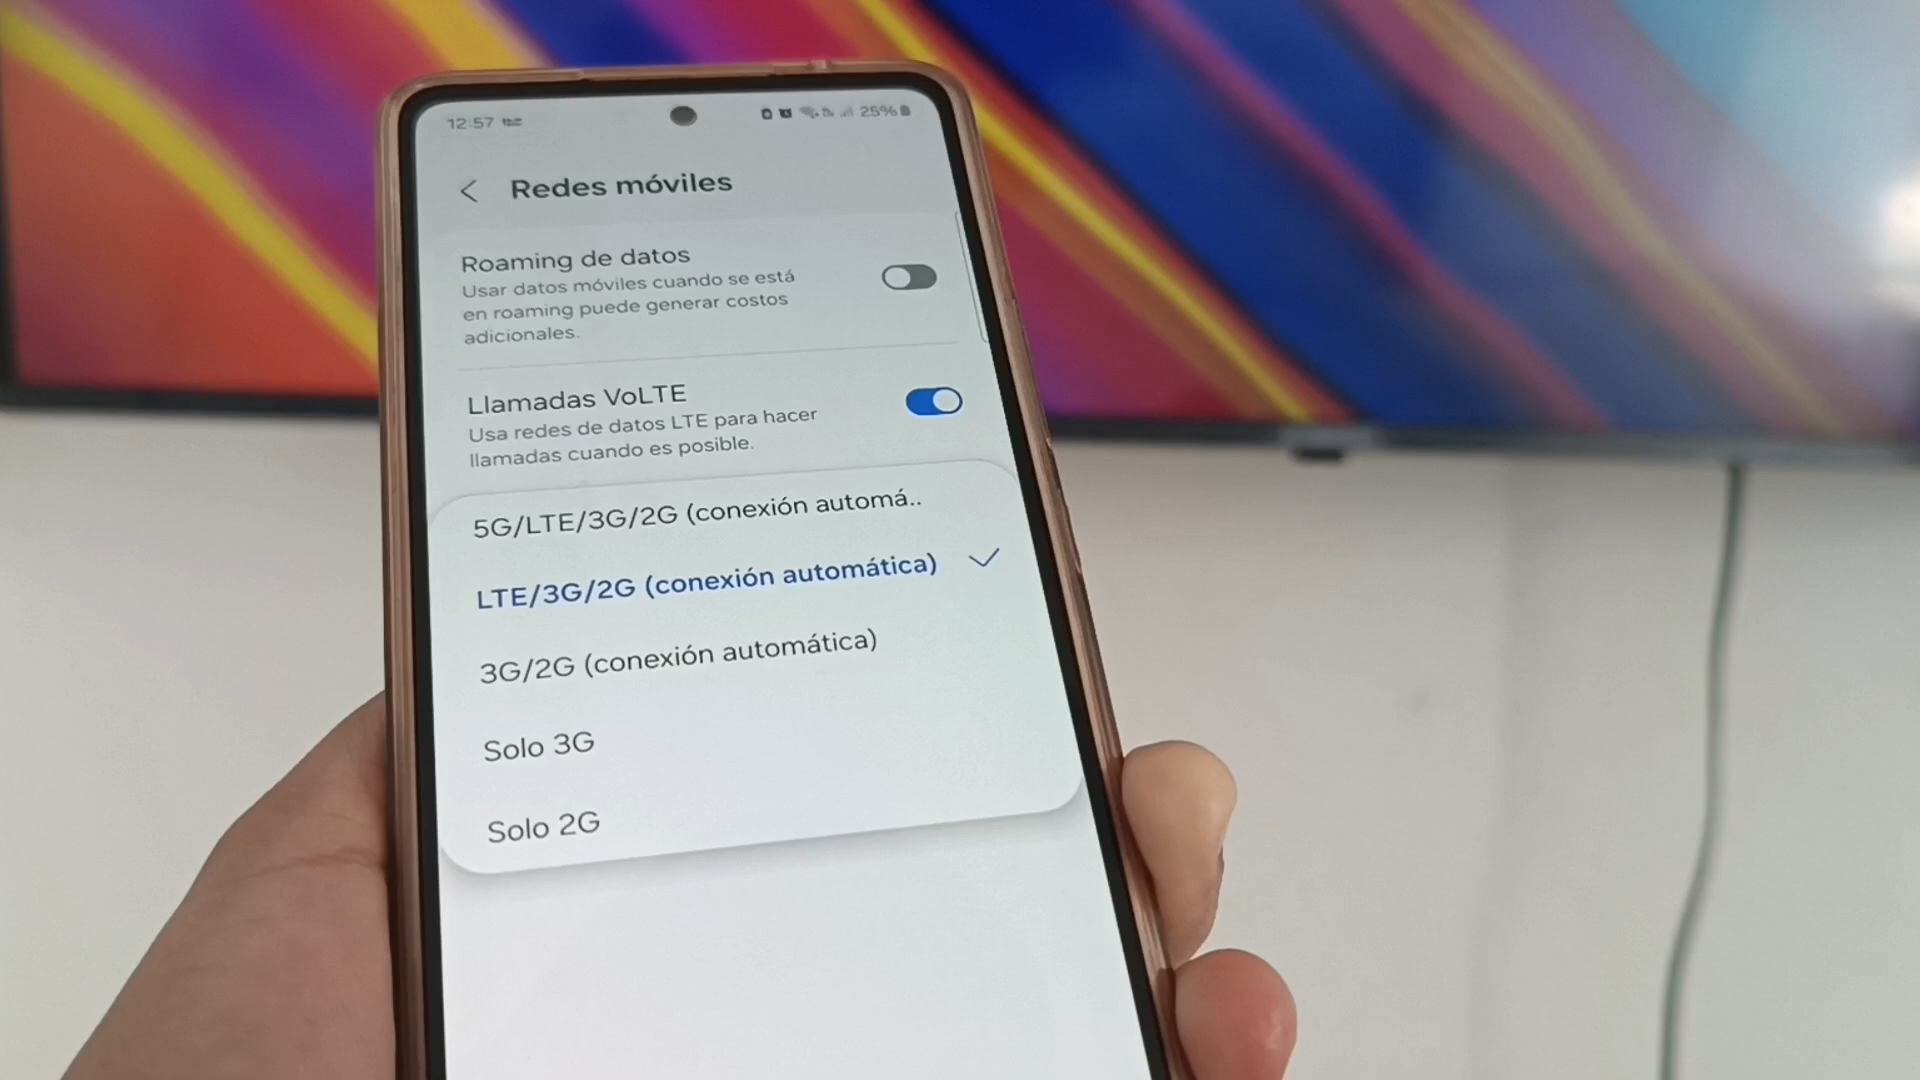 12:57
25%
Redes móviles
Roaming de datos
Usar datos móviles cuando se está
en roaming puede generar costos
adicionales.
Llamadas VoLTE
Usa redes de datos LTE para hacer
llamadas cuando es posible.
5G/LTE/3G/2G (conexión automá..
LTE/3G/2G (conexión automática)
3G/2G (conexión automática)
Solo 3G
Solo 2G